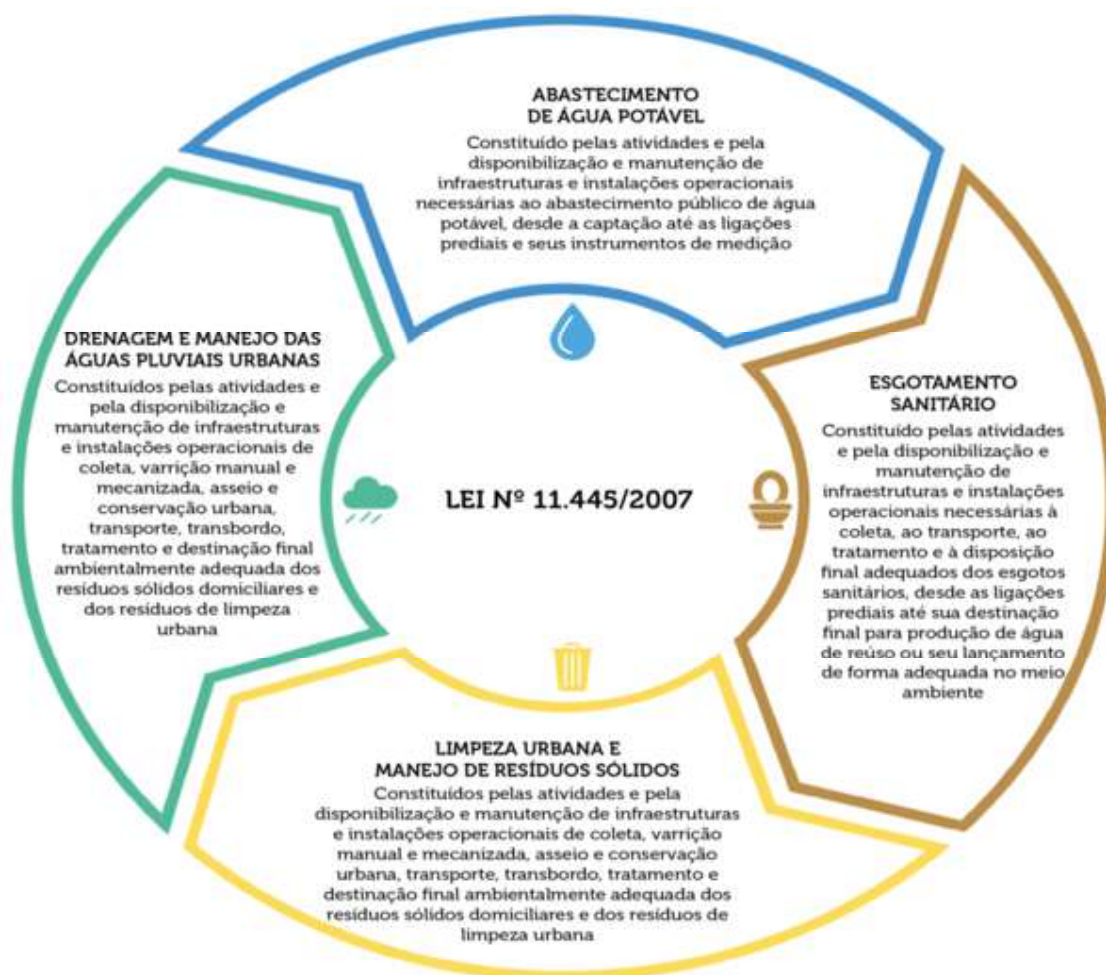 ABASTECIMENTO
DE ÁGUA POTÁVEL
Constituído pelas atividades e pela
disponibilização e manutenção de
infraestruturas e instalações operacionais
necessárias ao abastecimento público de água
potável, desde a captação até as ligações
prediais e seus instrumentos de medição
DRENAGEM E MANEJO DAS
ÁGUAS PLUVIAIS URBANAS
Constituídos pelas atividades e
pela disponibilização e
manutenção de infraestruturas
e instalações operacionais de
coleta, varrição manual e
mecanizada, asseio e
conservação urbana,
transporte, transbordo,
tratamento e destinação final
ambientalmente adequada dos
resíduos sólidos domiciliares e
dos resíduos de limpeza
urbana
LEI Nº 11.445/2007
ESGOTAMENTO
SANITÁRIO
Constituído pelas atividades
e pela disponibilização e
manutenção de
infraestruturas e instalações
operacionais necessárias à
coleta, ao transporte, ao
tratamento e à disposição
final adequados dos esgotos
sanitários, desde as ligações
prediais até sua destinação
final para produção de água
de reúso ou seu lançamento
de forma adequada no meio
ambiente
LIMPEZA URBANA E
MANEJO DE RESÍDUOS SÓLIDOS
Constituídos pelas atividades e pela
disponibilização e manutenção de infraestruturas
e instalações operacionais de coleta, varrição
manual e mecanizada, asseio e conservação
urbana, transporte, transbordo, tratamento e
destinação final ambientalmente adequada dos
resíduos sólidos domiciliares e dos resíduos de
limpeza urbana